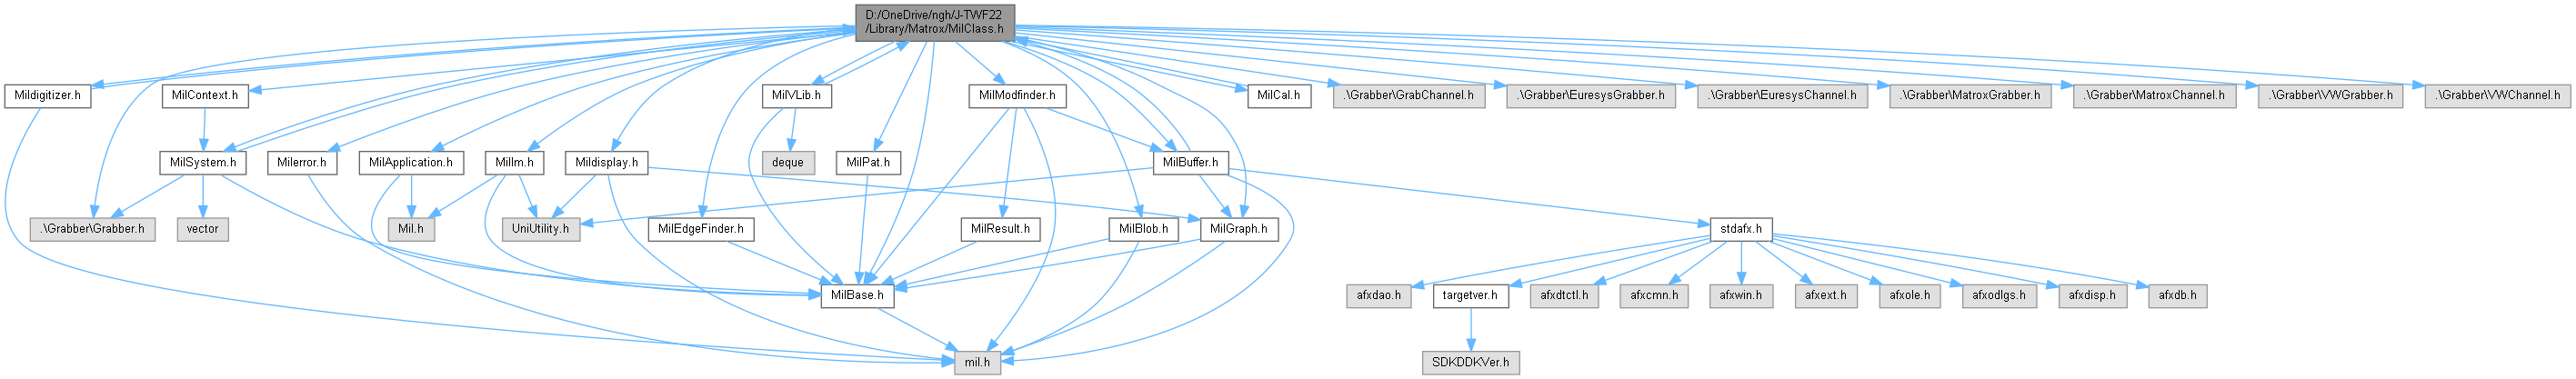 D:/OneDrive/ngh/J-TWF22
/Library/Matrox/MilClass.h
Mildigitizer.h
MilContext.h
MilVLib.h
MilModfinder.h
MilCal.h
.\Grabber\GrabChannel.h
.\Grabber\EuresysGrabber.h
.\Grabber\EuresysChannel.h
.\Grabber\MatroxGrabber.h
.\Grabber\MatroxChannel.h
.\Grabber\VWGrabber.h
.\Grabber\VWChannel.h
MilSystem.h
Milerror.h
MilApplication.h
MilIm.h
Mildisplay.h
deque
MilPat.h
MilBuffer.h
.\Grabber\Grabber.h
vector
Mil.h
UniUtility.h
MilEdgeFinder.h
MilResult.h
MilBlob.h
MilGraph.h
stdafx.h
MilBase.h
afxdao.h
targetver.h
afxdtctl.h
afxcmn.h
afxwin.h
afxext.h
afxole.h
afxodlgs.h
afxdisp.h
afxdb.h
mil.h
SDKDDKVer.h